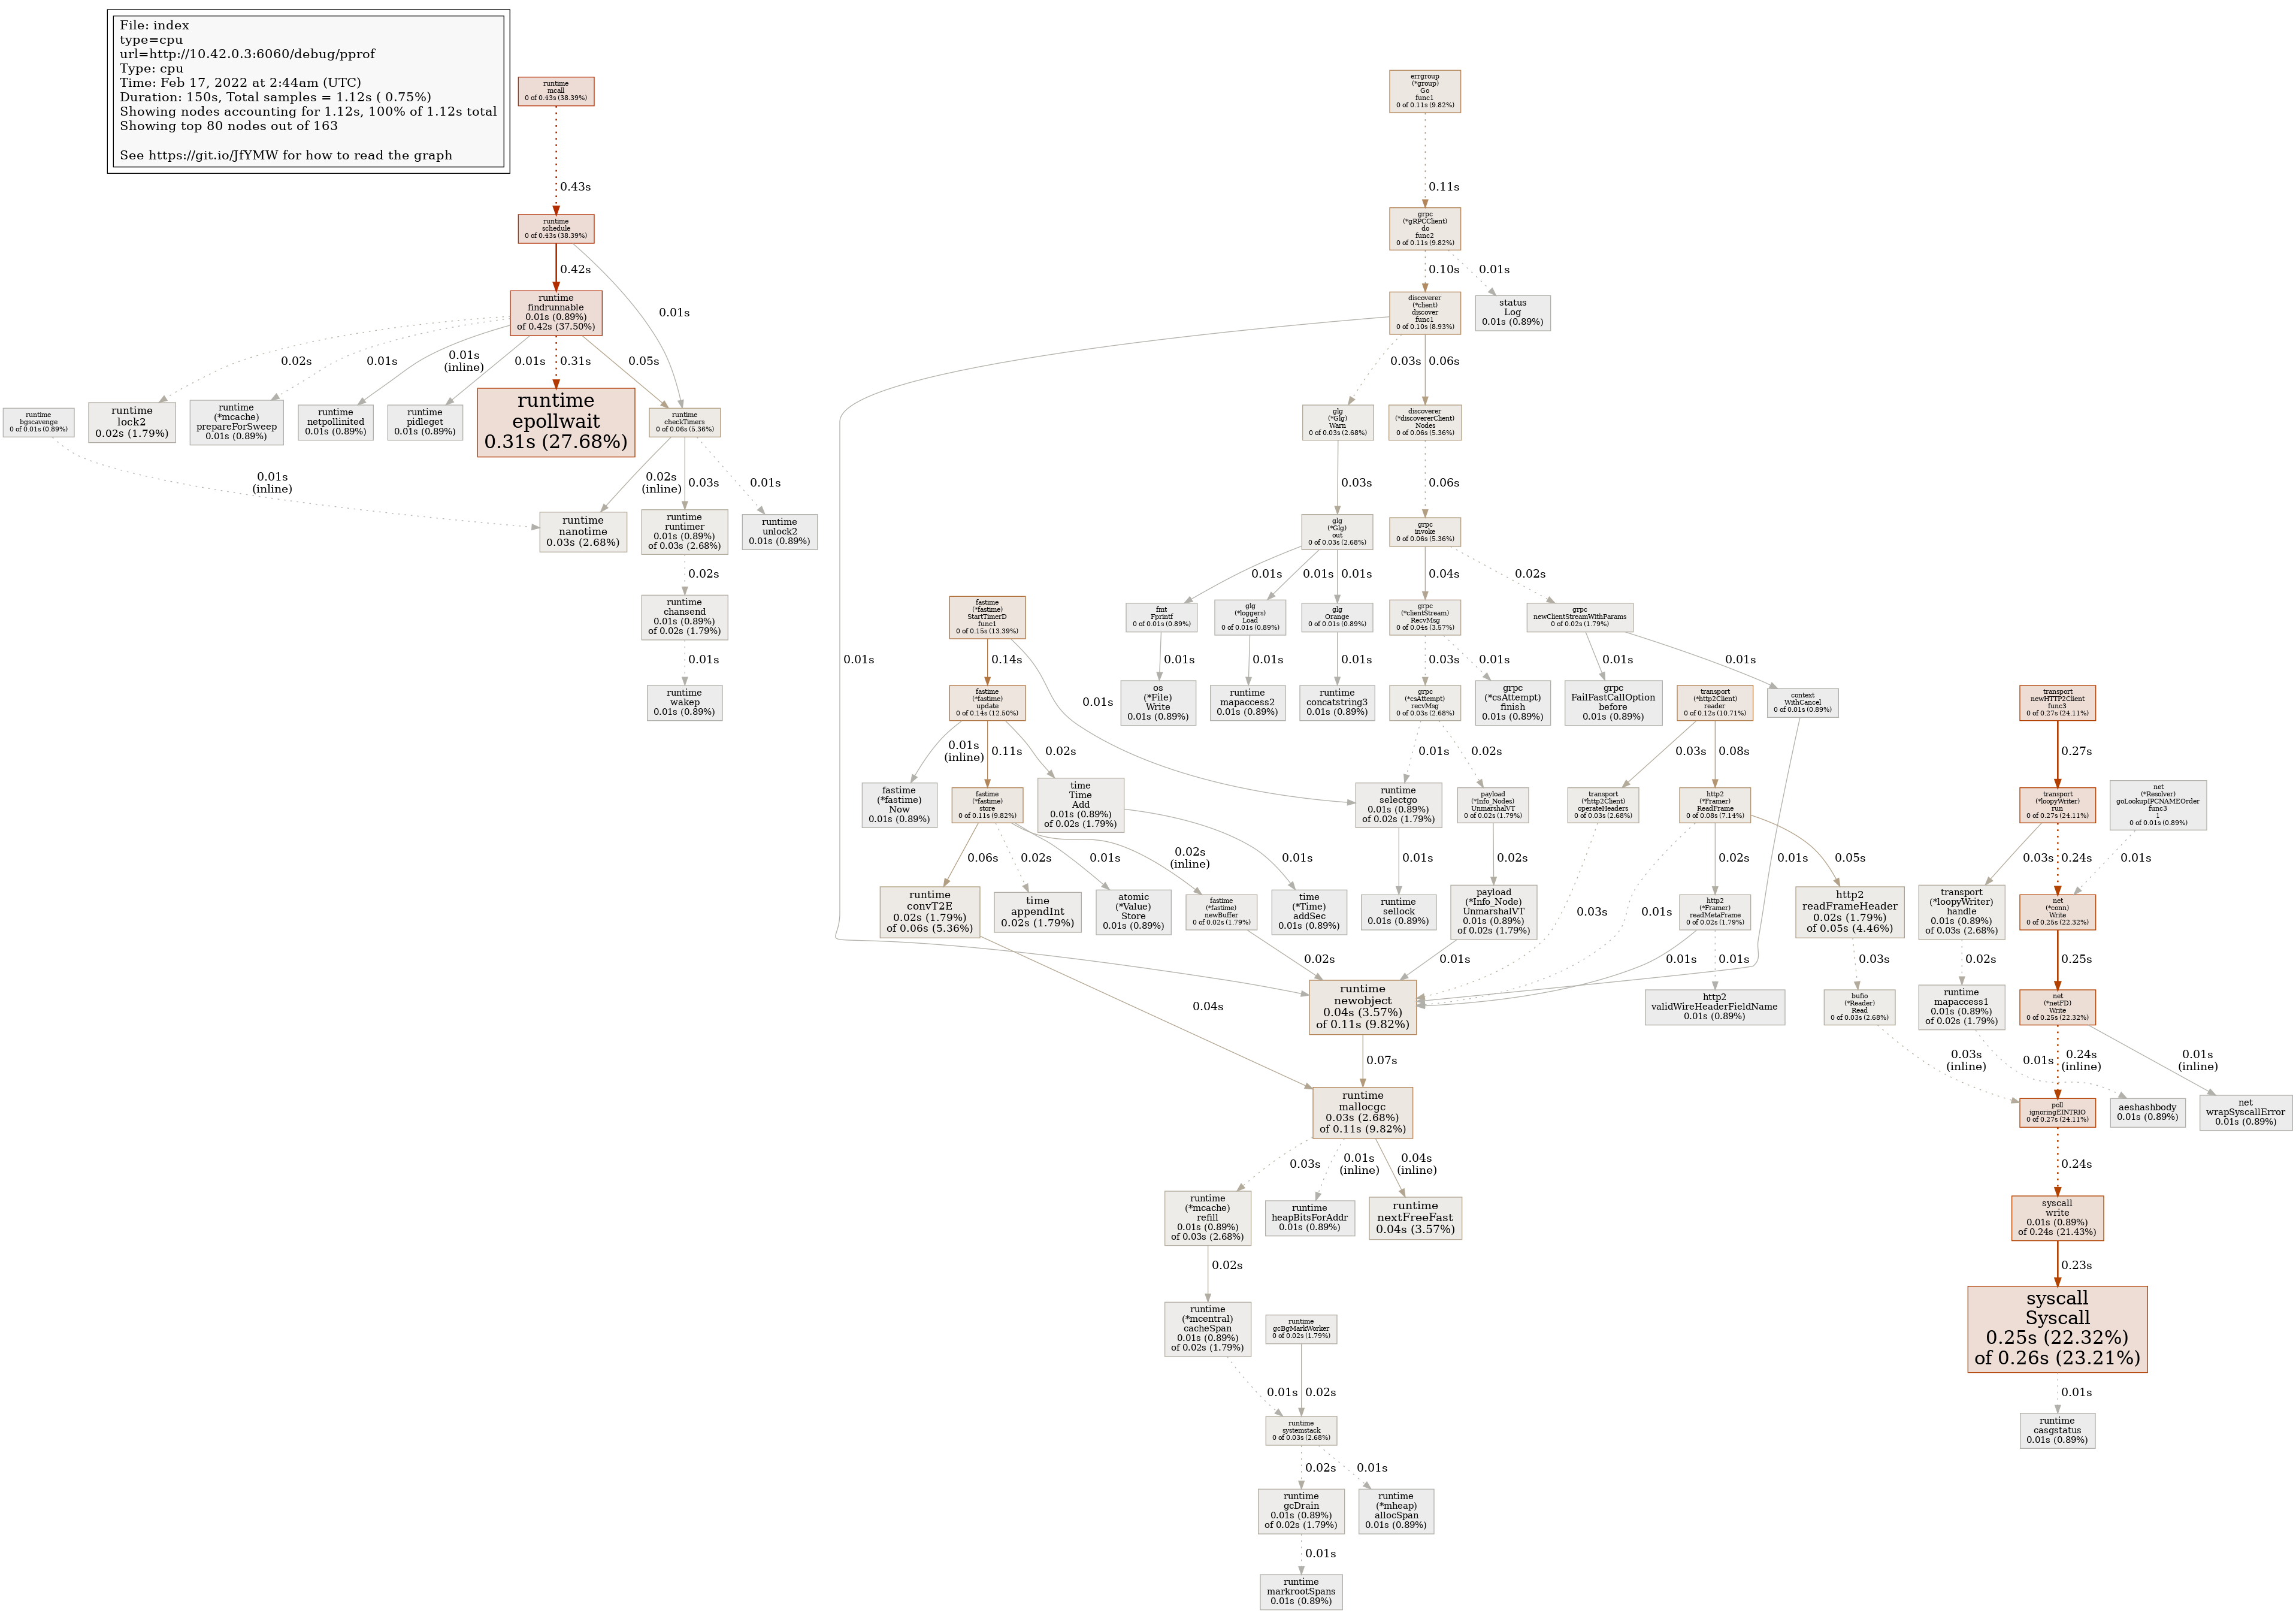 File: index
type=cpu
url=http://10.42.0.3:6060/debug/pprof
Type: cpu
Time: Feb 17, 2022 at 2:44am (UTC)
Duration: 150s, Total samples = 1.12s ( 0.75%)
Showing nodes accounting for 1.12s, 100% of 1.12s total
Showing top 80 nodes out of 163
See https://git.io/JfYMW for how to read the graph
runtime
mcall
0 of 0.43s (38.39%)
0.43s
runtime
schedule
0 of 0.43s (38.39%)
0.42s
0.01s
runtime
findrunnable
0.01s (0.89%)
of 0.42s (37.50%)
0.02s
0.01s
0.01s
(inline)
0.01s
0.31s
0.05s
runtime
bgscavenge
0 of 0.01s (0.89%)
runtime
lock2
0.02s (1.79%)
runtime
(*mcache)
prepareForSweep
0.01s (0.89%)
runtime
netpollinited
0.01s (0.89%)
runtime
pidleget
0.01s (0.89%)
runtime
epollwait
0.31s (27.68%)
runtime
checkTimers
0 of 0.06s (5.36%)
0.01s
(inline)
0.02s
(inline)
0.03s
0.01s
runtime
nanotime
0.03s (2.68%)
runtime
runtimer
0.01s (0.89%)
of 0.03s (2.68%)
runtime
unlock2
0.01s (0.89%)
0.02s
runtime
chansend
0.01s (0.89%)
of 0.02s (1.79%)
0.01s
runtime
wakep
0.01s (0.89%)
errgroup
(*group)
Go
func1
0 of 0.11s (9.82%)
0.11s
grpc
(*gRPCClient)
do
func2
0 of 0.11s (9.82%)
0.10s
0.01s
discoverer
(*client)
discover
func1
0 of 0.10s (8.93%)
status
Log
0.01s (0.89%)
0.01s
0.03s
0.06s
glg
(*Glg)
Warn
0 of 0.03s (2.68%)
discoverer
(*discovererClient)
Nodes
0 of 0.06s (5.36%)
0.03s
0.06s
glg
(*Glg)
out
0 of 0.03s (2.68%)
grpc
invoke
0 of 0.06s (5.36%)
0.01s
0.01s
0.01s
0.04s
0.02s
fmt
Fprintf
0 of 0.01s (0.89%)
glg
(*loggers)
Load
0 of 0.01s (0.89%)
glg
Orange
0 of 0.01s (0.89%)
grpc
(*clientStream)
RecvMsg
0 of 0.04s (3.57%)
grpc
newClientStreamWithParams
0 of 0.02s (1.79%)
0.01s
0.01s
0.01s
0.03s
0.01s
0.01s
0.01s
os
(*File)
Write
0.01s (0.89%)
runtime
mapaccess2
0.01s (0.89%)
runtime
concatstring3
0.01s (0.89%)
grpc
(*csAttempt)
recvMsg
0 of 0.03s (2.68%)
grpc
(*csAttempt)
finish
0.01s (0.89%)
grpc
FailFastCallOption
before
0.01s (0.89%)
context
WithCancel
0 of 0.01s (0.89%)
0.01s
fastime
(*fastime)
StartTimerD
func1
0 of 0.15s (13.39%)
0.14s
0.01s
fastime
(*fastime)
update
0 of 0.14s (12.50%)
0.01s
(inline)
0.11s
0.02s
fastime
(*fastime)
Now
0.01s (0.89%)
fastime
(*fastime)
store
0 of 0.11s (9.82%)
time
Time
Add
0.01s (0.89%)
of 0.02s (1.79%)
0.06s
0.02s
0.01s
0.02s
(inline)
0.01s
runtime
convT2E
0.02s (1.79%)
of 0.06s (5.36%)
time
appendInt
0.02s (1.79%)
atomic
(*Value)
Store
0.01s (0.89%)
fastime
(*fastime)
newBuffer
0 of 0.02s (1.79%)
time
(*Time)
addSec
0.01s (0.89%)
0.04s
0.02s
0.01s
0.02s
runtime
selectgo
0.01s (0.89%)
of 0.02s (1.79%)
payload
(*Info_Nodes)
UnmarshalVT
0 of 0.02s (1.79%)
0.01s
0.02s
runtime
sellock
0.01s (0.89%)
payload
(*Info_Node)
UnmarshalVT
0.01s (0.89%)
of 0.02s (1.79%)
0.01s
transport
(*http2Client)
reader
0 of 0.12s (10.71%)
0.03s
0.08s
transport
(*http2Client)
operateHeaders
0 of 0.03s (2.68%)
http2
(*Framer)
ReadFrame
0 of 0.08s (7.14%)
0.03s
0.01s
0.02s
0.05s
http2
(*Framer)
readMetaFrame
0 of 0.02s (1.79%)
http2
readFrameHeader
0.02s (1.79%)
of 0.05s (4.46%)
0.01s
0.01s
0.03s
http2
validWireHeaderFieldName
0.01s (0.89%)
bufio
(*Reader)
Read
0 of 0.03s (2.68%)
0.03s
(inline)
runtime
newobject
0.04s (3.57%)
of 0.11s (9.82%)
0.07s
runtime
mallocgc
0.03s (2.68%)
of 0.11s (9.82%)
0.03s
0.01s
(inline)
0.04s
(inline)
runtime
(*mcache)
refill
0.01s (0.89%)
of 0.03s (2.68%)
runtime
heapBitsForAddr
0.01s (0.89%)
runtime
nextFreeFast
0.04s (3.57%)
0.02s
runtime
(*mcentral)
cacheSpan
0.01s (0.89%)
of 0.02s (1.79%)
runtime
gcBgMarkWorker
0 of 0.02s (1.79%)
0.01s
0.02s
runtime
systemstack
0 of 0.03s (2.68%)
0.02s
0.01s
runtime
gcDrain
0.01s (0.89%)
of 0.02s (1.79%)
runtime
(*mheap)
allocSpan
0.01s (0.89%)
0.01s
runtime
markrootSpans
0.01s (0.89%)
transport
newHTTP2Client
func3
0 of 0.27s (24.11%)
0.27s
transport
(*loopyWriter)
run
0 of 0.27s (24.11%)
net
(*Resolver)
goLookupIPCNAMEOrder
func3
1
0 of 0.01s (0.89%)
0.03s
0.24s
0.01s
transport
(*loopyWriter)
handle
0.01s (0.89%)
of 0.03s (2.68%)
net
(*conn)
Write
0 of 0.25s (22.32%)
0.02s
0.25s
runtime
mapaccess1
0.01s (0.89%)
of 0.02s (1.79%)
net
(*netFD)
Write
0 of 0.25s (22.32%)
0.01s
0.24s
(inline)
0.01s
(inline)
poll
ignoringEINTRIO
0 of 0.27s (24.11%)
aeshashbody
0.01s (0.89%)
net
wrapSyscallError
0.01s (0.89%)
0.24s
syscall
write
0.01s (0.89%)
of 0.24s (21.43%)
0.23s
syscall
Syscall
0.25s (22.32%)
of 0.26s (23.21%)
0.01s
runtime
casgstatus
0.01s (0.89%)